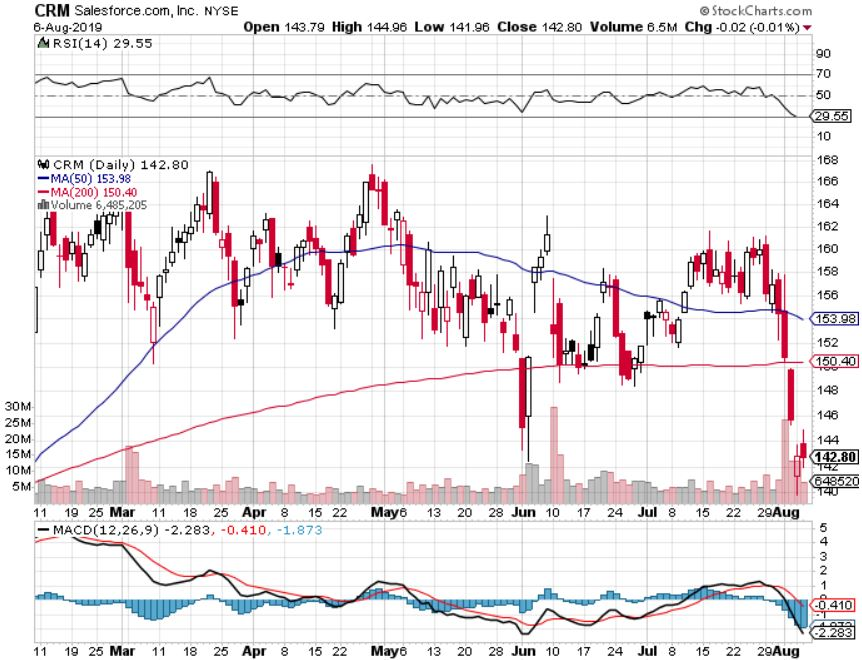 CRM Salesforce.com, Inc. NYSE © StockCharts.com
6-Aug-2019 Open 143.79 High 144.96 Low 141.96 Close 142.80 Volume 6.5M Chg -0.02 (-0.01%)
RSI(14) 29.55
90
70
50
29.55
10
CRM (Daily) 142.80
MA(50) 153.98
MA(200) 150.40
Volume 6,485,205
168
166
164
162
160
158
156
153.98
152
150.40
148
146
144
142.80
142
648520
140
30M
25M
20M
15M
10M
5M
11 19 25 Mar 11 18 25 Apr 8 15 22 May 6 13 20 28 Jun 10 17 24 Jul 8 15 22 29 Aug
MACD(12,26,9) -2.283, -0.410, -1.873
5
4
3
2
1
-0.410
-1.873
-2.283
11 19 25 Mar 11 18 25 Apr 8 15 22 May 6 13 20 28 Jun 10 17 24 Jul 8 15 22 29 Aug